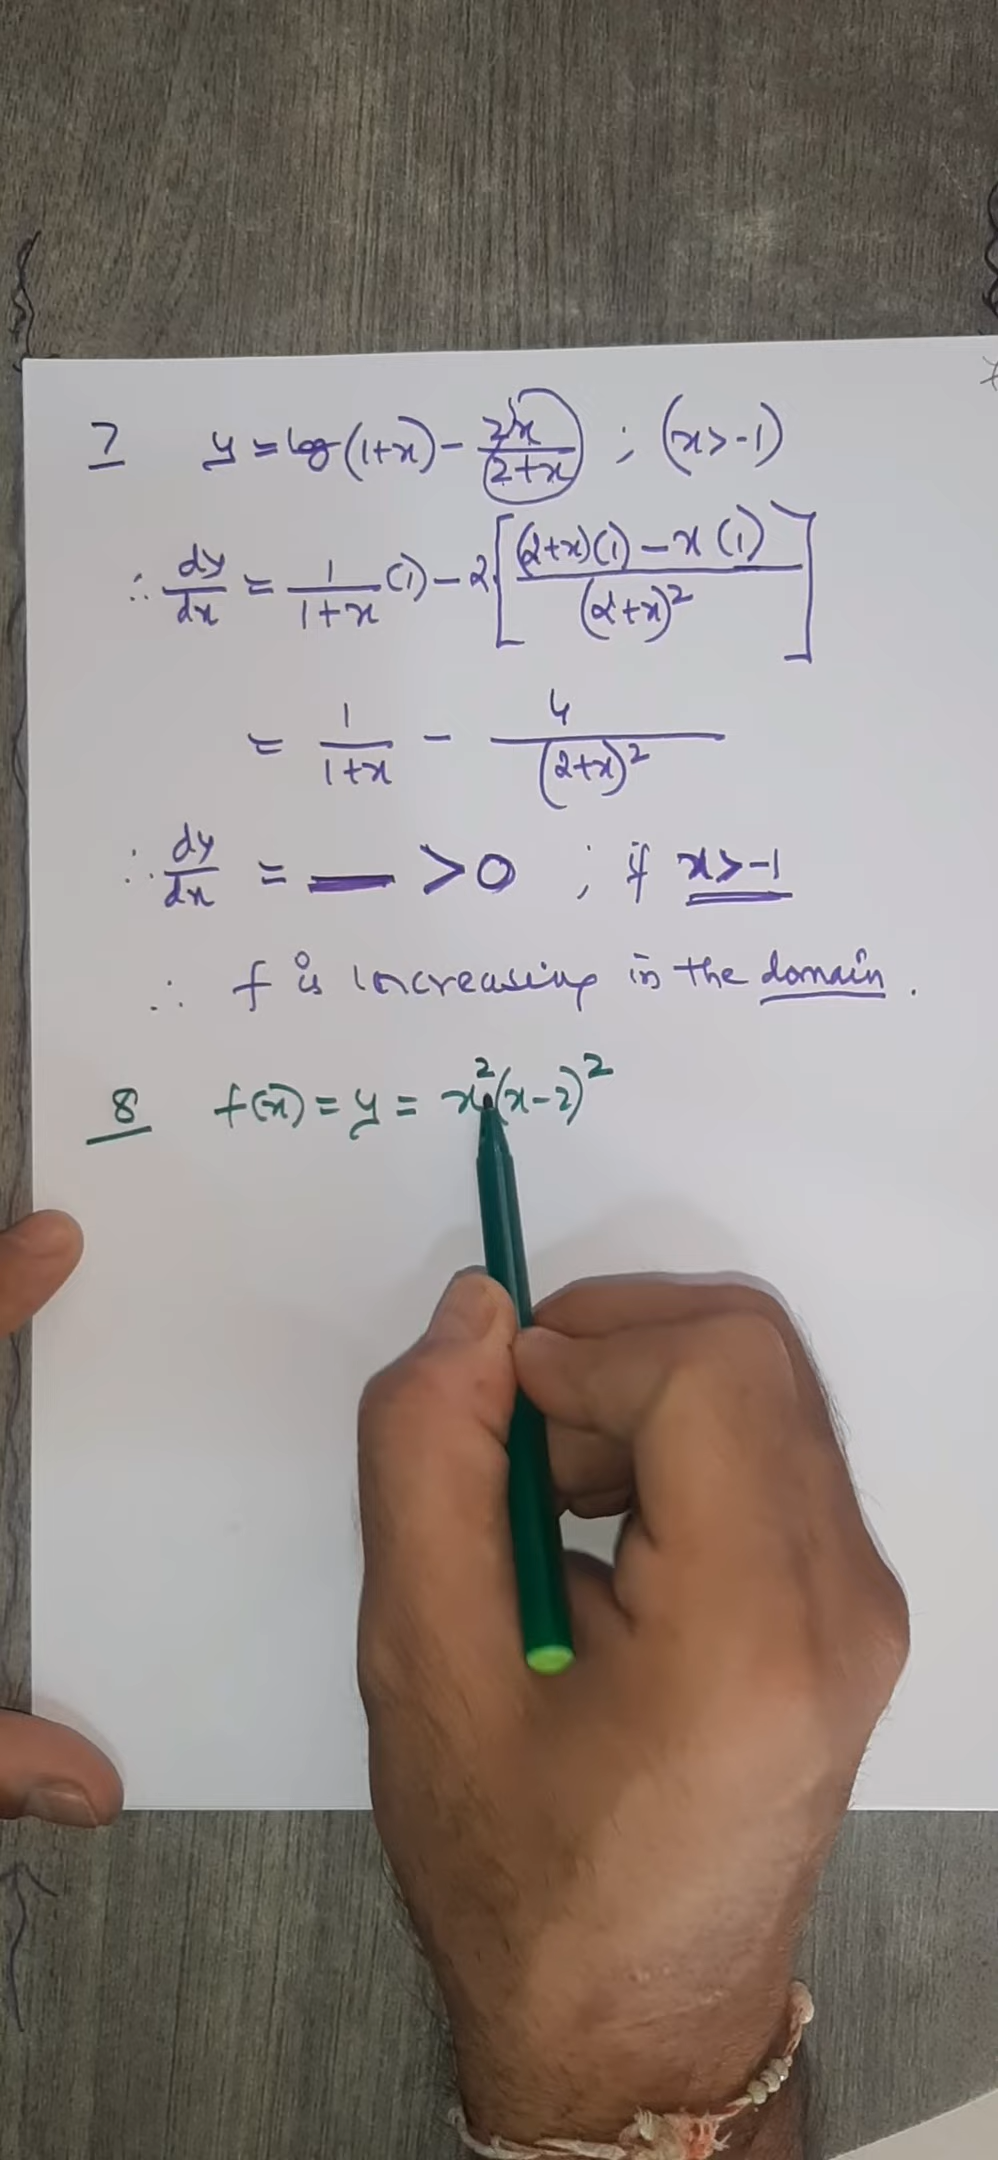 7 y = log(1+x) - 2x/(2+x) ; (x>-1)
∴ dy/dx = 1/(1+x) (1) - 2[((2+x)(1) - x(1))/(2+x)²]
= 1/(1+x) - 4/(2+x)²
∴ dy/dx = — >0 ; if x>-1
∴ f is increasing in the domain.
8 f(x) = y = x²(x-2)²